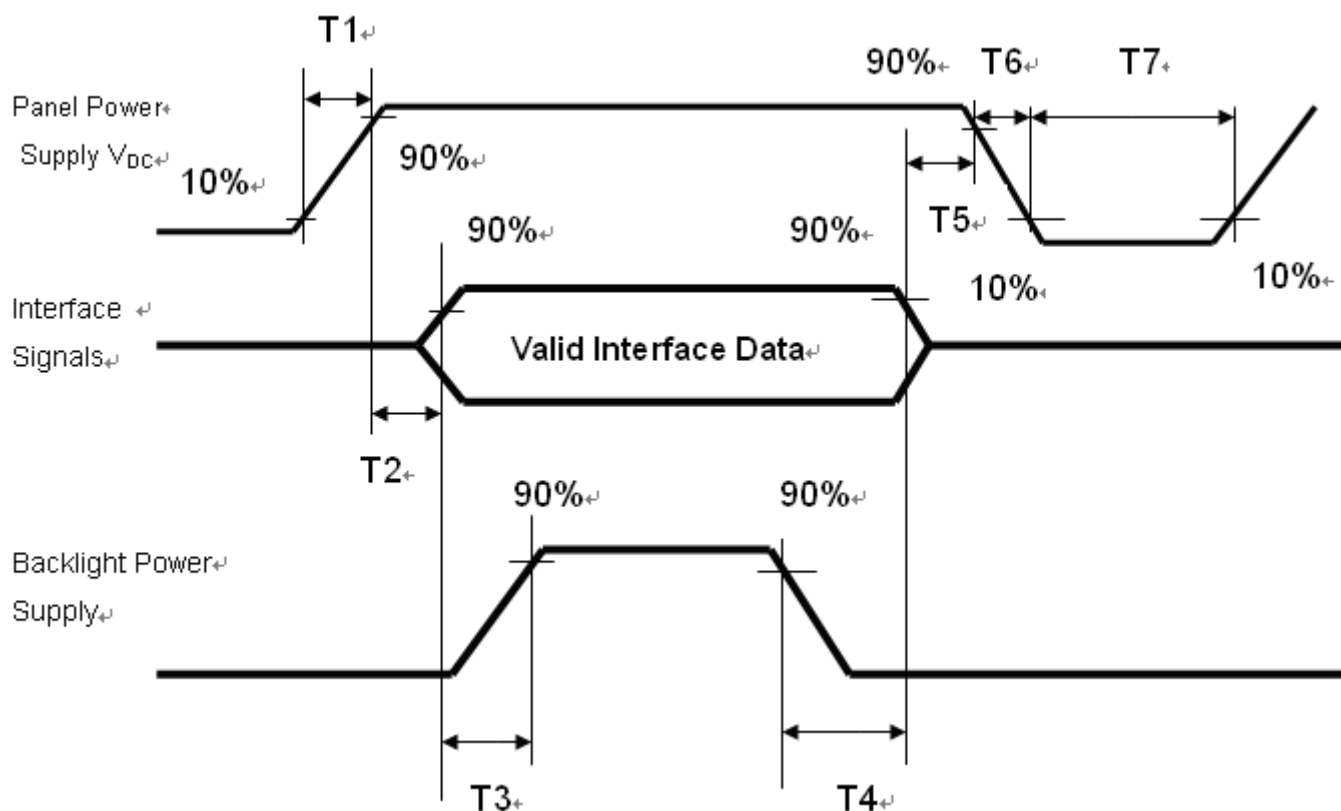 T1↵
90%↵ T6↵ T7↵
Panel Power↵
Supply VDC↵
90%↵
10%↵
T5↵
90%↵ 90%↵
10%↵ 10%↵
Interface ↵
Signals↵
Valid Interface Data↵
T2↵
90%↵ 90%↵
Backlight Power↵
Supply↵
T3↵ T4↵